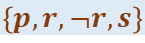 {p, r, ¬r, s}